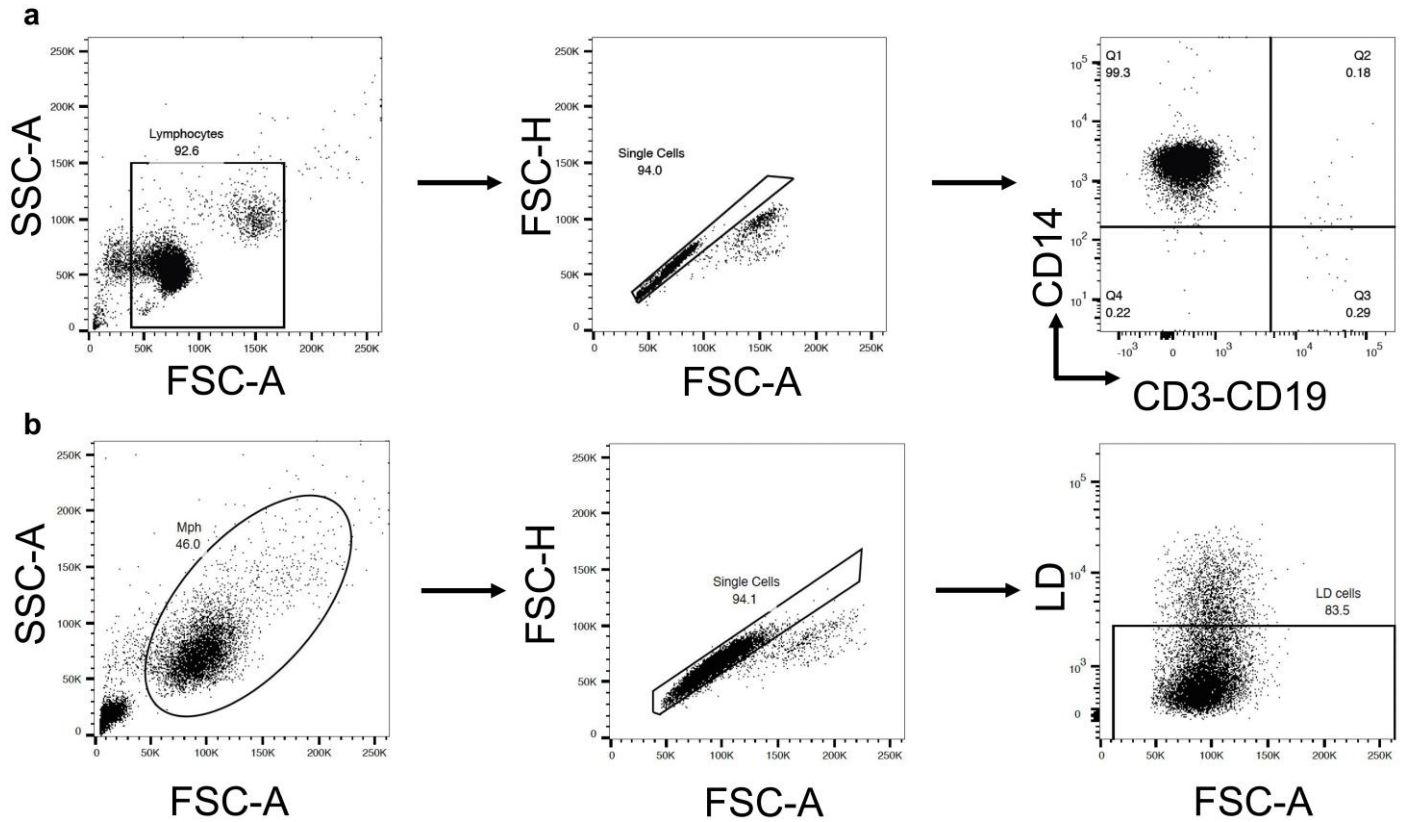 a
SSC-A
250K
200K
150K
100K
50K
0
Lymphocytes
92.6
0 50K 100K 150K 200K 250K
FSC-A
FSC-H
250K
200K
150K
100K
50K
0
Single Cells
94.0
0 50K 100K 150K 200K 250K
FSC-A
CD14
10^5
10^4
10^3
10^2
10^1
Q1
99.3
Q2
0.18
Q4
0.22
Q3
0.29
-10^3 0 10^3 10^4 10^5
CD3-CD19
b
SSC-A
250K
200K
150K
100K
50K
0
Mph
46.0
0 50K 100K 150K 200K 250K
FSC-A
FSC-H
250K
200K
150K
100K
50K
0
Single Cells
94.1
0 50K 100K 150K 200K 250K
FSC-A
LD
10^5
10^4
10^3
0
LD cells
83.5
0 50K 100K 150K 200K 250K
FSC-A